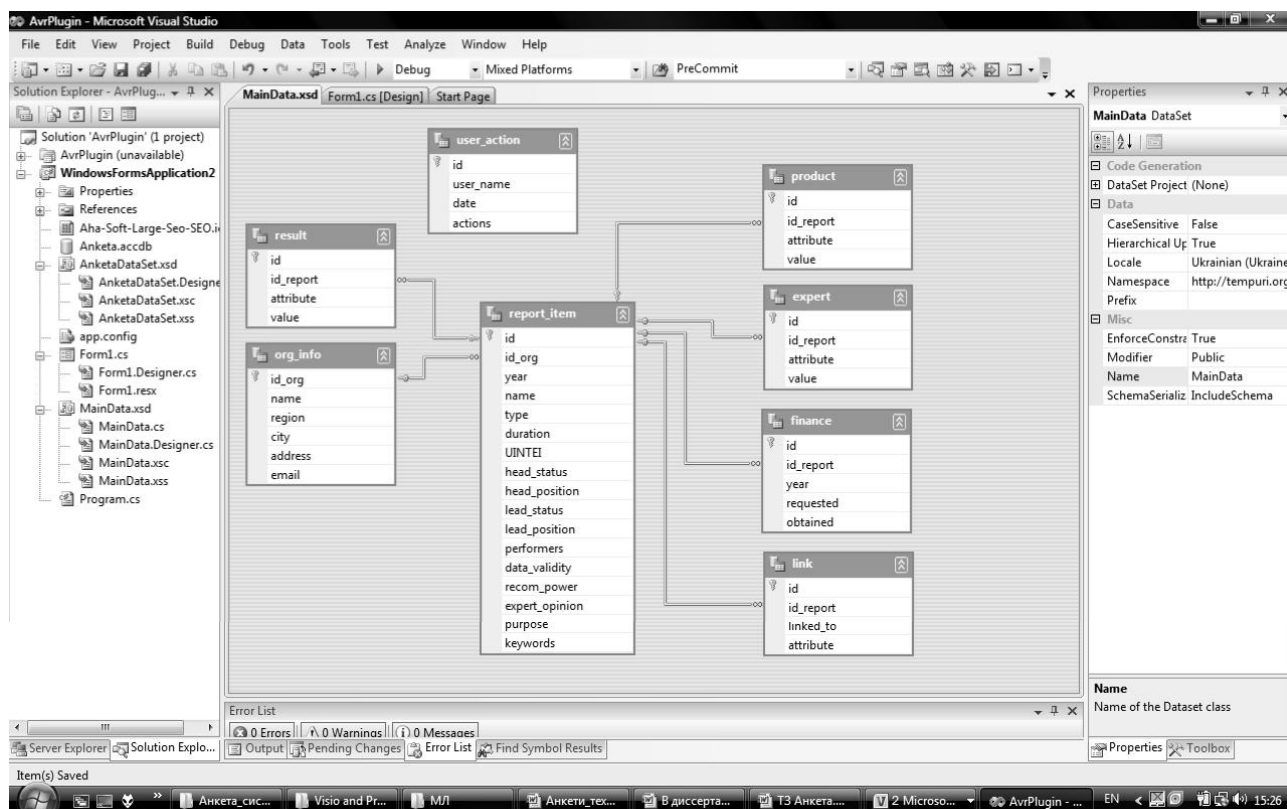 AvrPlugin - Microsoft Visual Studio
File Edit View Project Build Debug Data Tools Test Analyze Window Help
Debug Mixed Platforms PreCommit
Solution Explorer - AvrPlug...
Solution 'AvrPlugin' (1 project)
AvrPlugin (unavailable)
WindowsFormsApplication2
Properties
References
Aha-Soft-Large-Seo-SEO.i
Anketa.accdb
AnketaDataSet.xsd
AnketaDataSet.Designe
AnketaDataSet.xsc
AnketaDataSet.xss
app.config
Form1.cs
Form1.Designer.cs
Form1.resx
MainData.xsd
MainData.cs
MainData.Designer.cs
MainData.xsc
MainData.xss
Program.cs
Server Explorer Solution Explo...
MainData.xsd Form1.cs [Design] Start Page
user_action
id
user_name
date
actions
result
id
id_report
attribute
value
org_info
id_org
name
region
city
address
email
report_item
id
id_org
year
name
type
duration
UINTEI
head_status
head_position
lead_status
lead_position
performers
data_validity
recom_power
expert_opinion
purpose
keywords
product
id
id_report
attribute
value
expert
id
id_report
attribute
value
finance
id
id_report
year
requested
obtained
link
id
id_report
linked_to
attribute
Error List
0 Errors 0 Warnings 0 Messages
Output Pending Changes Error List Find Symbol Results
Properties
MainData DataSet
Code Generation
DataSet Project (None)
Data
CaseSensitive False
Hierarchical Up True
Locale Ukrainian (Ukraine
Namespace http://tempuri.org
Prefix
Misc
EnforceConstra True
Modifier Public
Name MainData
SchemaSerializ IncludeSchema
Name
Name of the Dataset class
Properties Toolbox
Item(s) Saved
Анкета_сис... Visio and Pr... МЛ Анкети_тех... В диссерта... ТЗ Анкета.... 2 Microso... AvrPlugin - ... EN 15:26